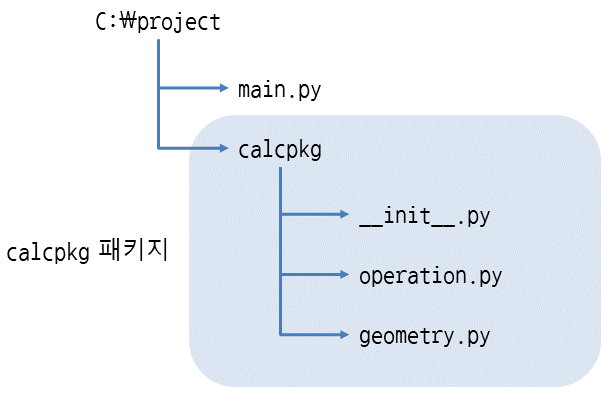 C:₩project
main.py
calcpkg
__init__.py
calcpkg 패키지
operation.py
geometry.py